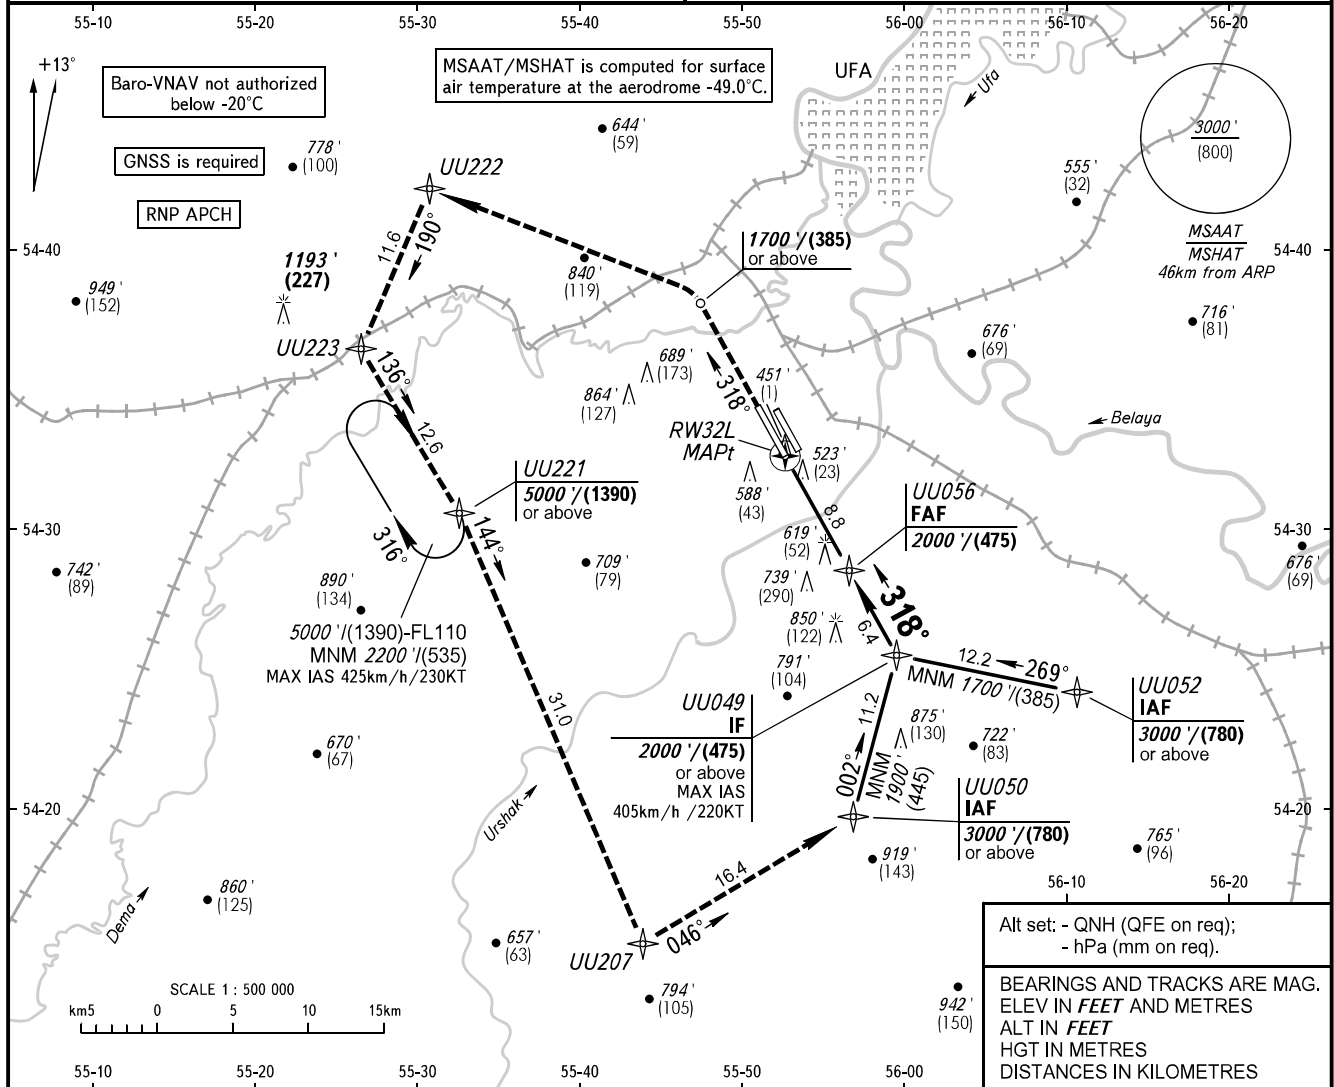 55-10 55-20 55-30 55-40 55-50 56-00 56-10 56-20
+13°
Baro-VNAV not authorized
below -20°C
MSAAT/MSHAT is computed for surface
air temperature at the aerodrome -49.0°C.
UFA
Ufa
3000'
(800)
MSAAT
MSHAT
46km from ARP
GNSS is required
RNP APCH
778'
(100)
644'
(59)
555'
(32)
UU222
11.6
190°
54-40
54-40
1193'
(227)
949'
(152)
840'
(119)
1700'/(385)
or above
716'
(81)
676'
(69)
UU223
136°
12.6
689'
(173)
864'
(127)
318°
451'
(1)
Belaya
RW32L
MAPt
523'
(23)
588'
(43)
UU221
5000'/(1390)
or above
8.8
UU056
FAF
2000'/(475)
54-30
54-30
316°
144°
619'
(52)
676'
(69)
742'
(89)
709'
(79)
739'
(290)
890'
(134)
318°
6.4
850'
(122)
5000'/(1390)-FL110
MNM 2200'/(535)
MAX IAS 425km/h/230KT
791'
(104)
12.2
269°
MNM 1700'/(385)
UU049
IF
2000'/(475)
or above
MAX IAS
405km/h /220KT
31.0
11.2
002°
MNM
1900'
(445)
875'
(130)
722'
(83)
UU052
IAF
3000'/(780)
or above
670'
(67)
UU050
IAF
3000'/(780)
or above
54-20
54-20
Urshak
919'
(143)
765'
(96)
56-10 56-20
860'
(125)
Dema
16.4
046°
657'
(63)
UU207
794'
(105)
942'
(150)
SCALE 1 : 500 000
km5 0 5 10 15km
Alt set: - QNH (QFE on req);
- hPa (mm on req).
BEARINGS AND TRACKS ARE MAG.
ELEV IN FEET AND METRES
ALT IN FEET
HGT IN METRES
DISTANCES IN KILOMETRES
55-10 55-20 55-30 55-40 55-50 56-00